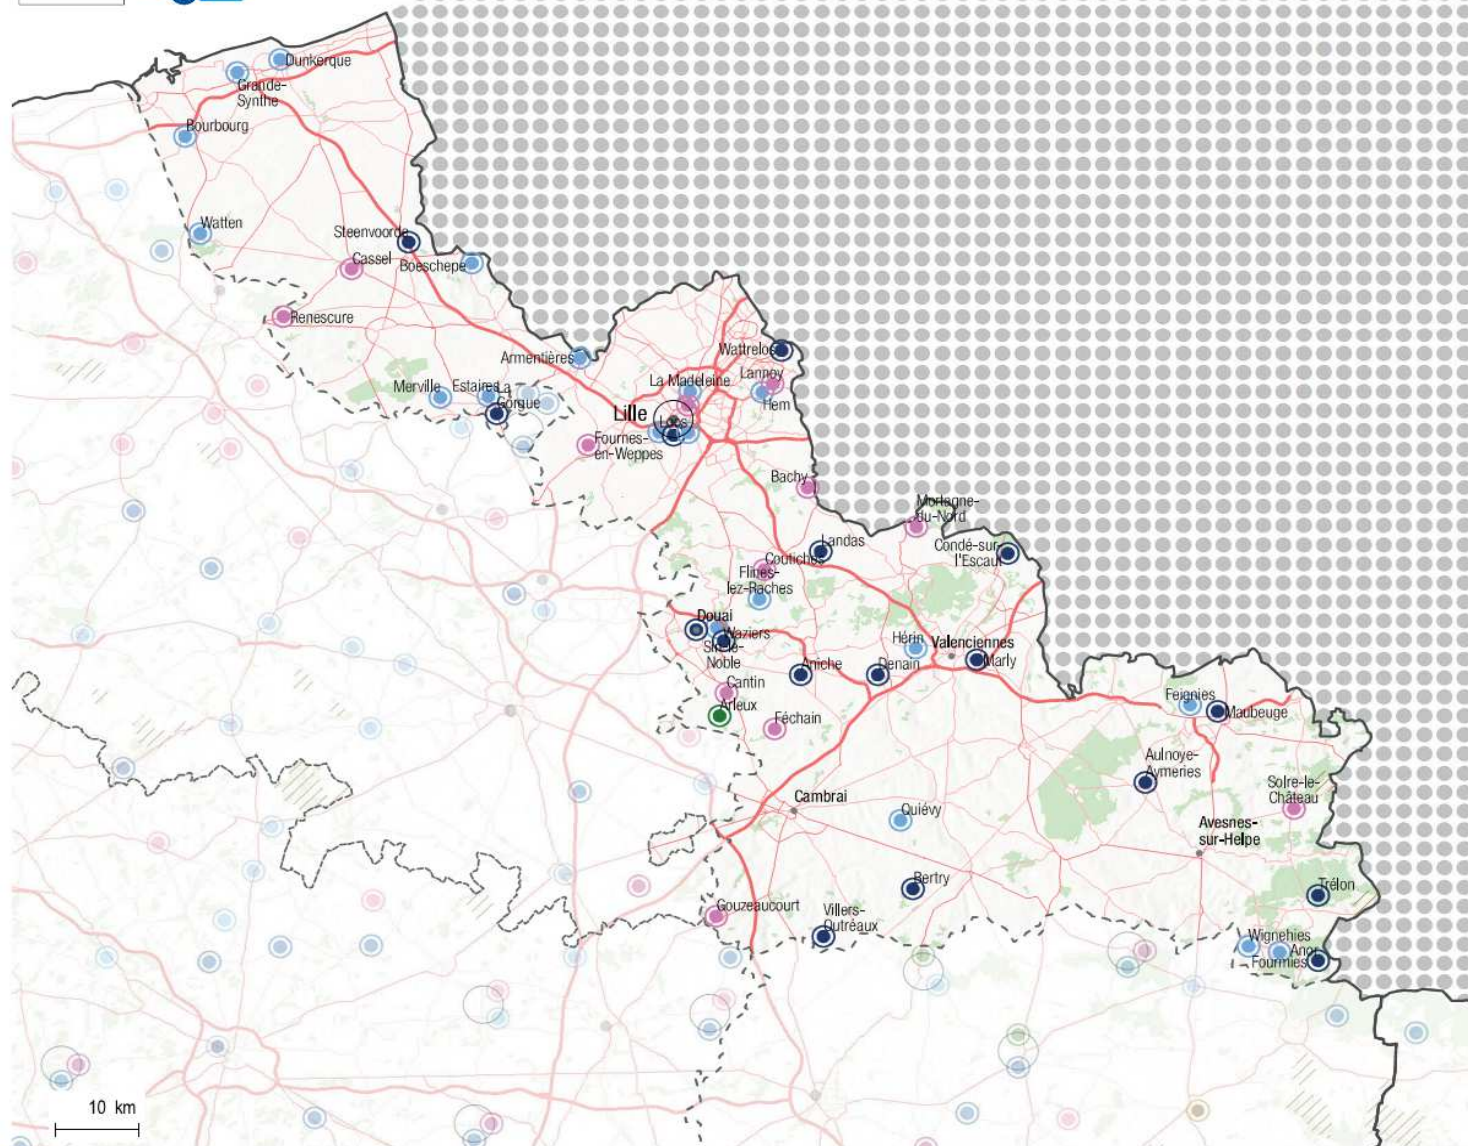 Dunkerque
Grande-
Synthe
Bourbourg
Watten
Steenvoorde
Cassel
Boeschepe
Renescure
Armentières
Wattrelos
La Madeleine
Lannoy
Merville
Estaires
La
Gorgue
Hem
Lille
Loos
Fournes-
en-Weppes
Bachy
Mortagne-
du-Nord
Landas
Condé-sur-
l'Escaut
Coutiches
Flines-
lez-Raches
Douai
Waziers
Sin-le-
Noble
Hérin
Valenciennes
Marly
Aniche
Denain
Cantin
Arleux
Féchain
Feignies
Maubeuge
Aulnoye-
Aymeries
Solre-le-
Château
Cambrai
Quiévy
Avesnes-
sur-Helpe
Bertry
Trélon
Gouzeaucourt
Villers-
Outréaux
Wignehies
Anor
Fourmies
10 km